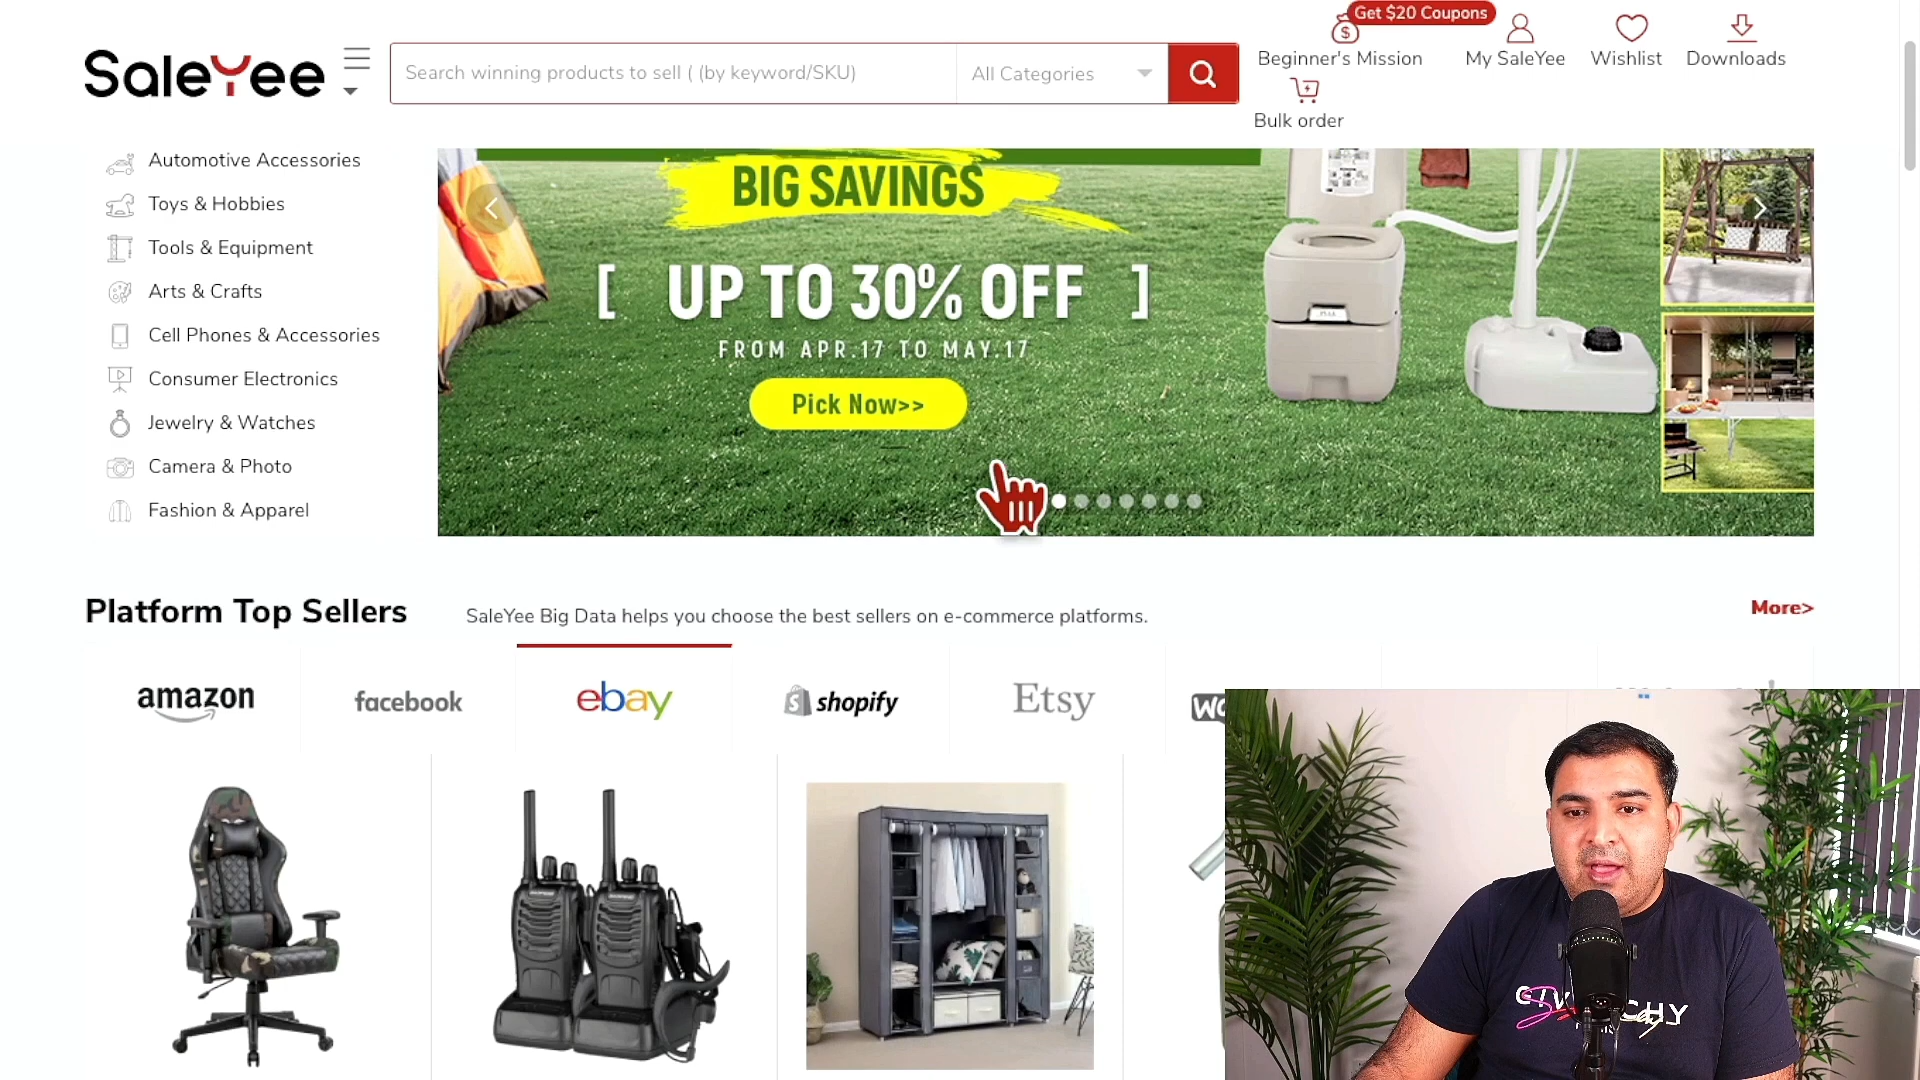 Get $20 Coupons
SaleYee
Search winning products to sell ( (by keyword/SKU)
All Categories
Beginner's Mission
My SaleYee
Wishlist
Downloads
Bulk order
Automotive Accessories
Toys & Hobbies
Tools & Equipment
Arts & Crafts
Cell Phones & Accessories
Consumer Electronics
Jewelry & Watches
Camera & Photo
Fashion & Apparel
BIG SAVINGS
[ UP TO 30% OFF ]
FROM APR.17 TO MAY.17
Pick Now>>
Platform Top Sellers
SaleYee Big Data helps you choose the best sellers on e-commerce platforms.
More>
amazon
facebook
ebay
shopify
Etsy